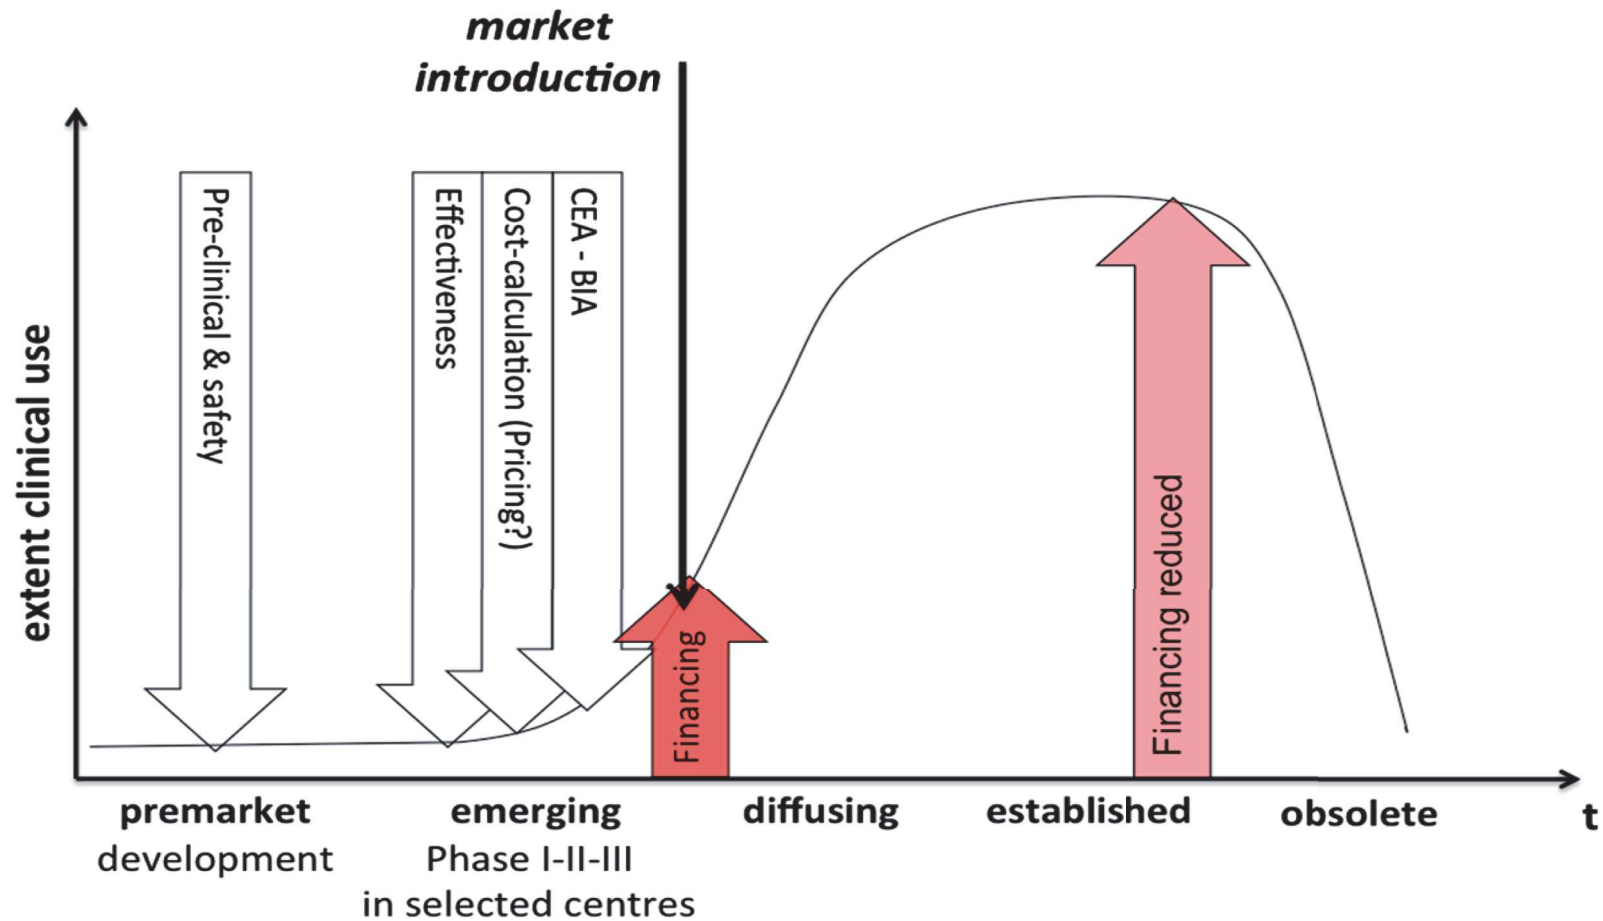 market
introduction
extent clinical use
Pre-clinical & safety
Effectiveness
Cost-calculation (Pricing?)
CEA - BIA
Financing
Financing reduced
premarket
development
emerging
Phase I-II-III
in selected centres
diffusing
established
obsolete
t